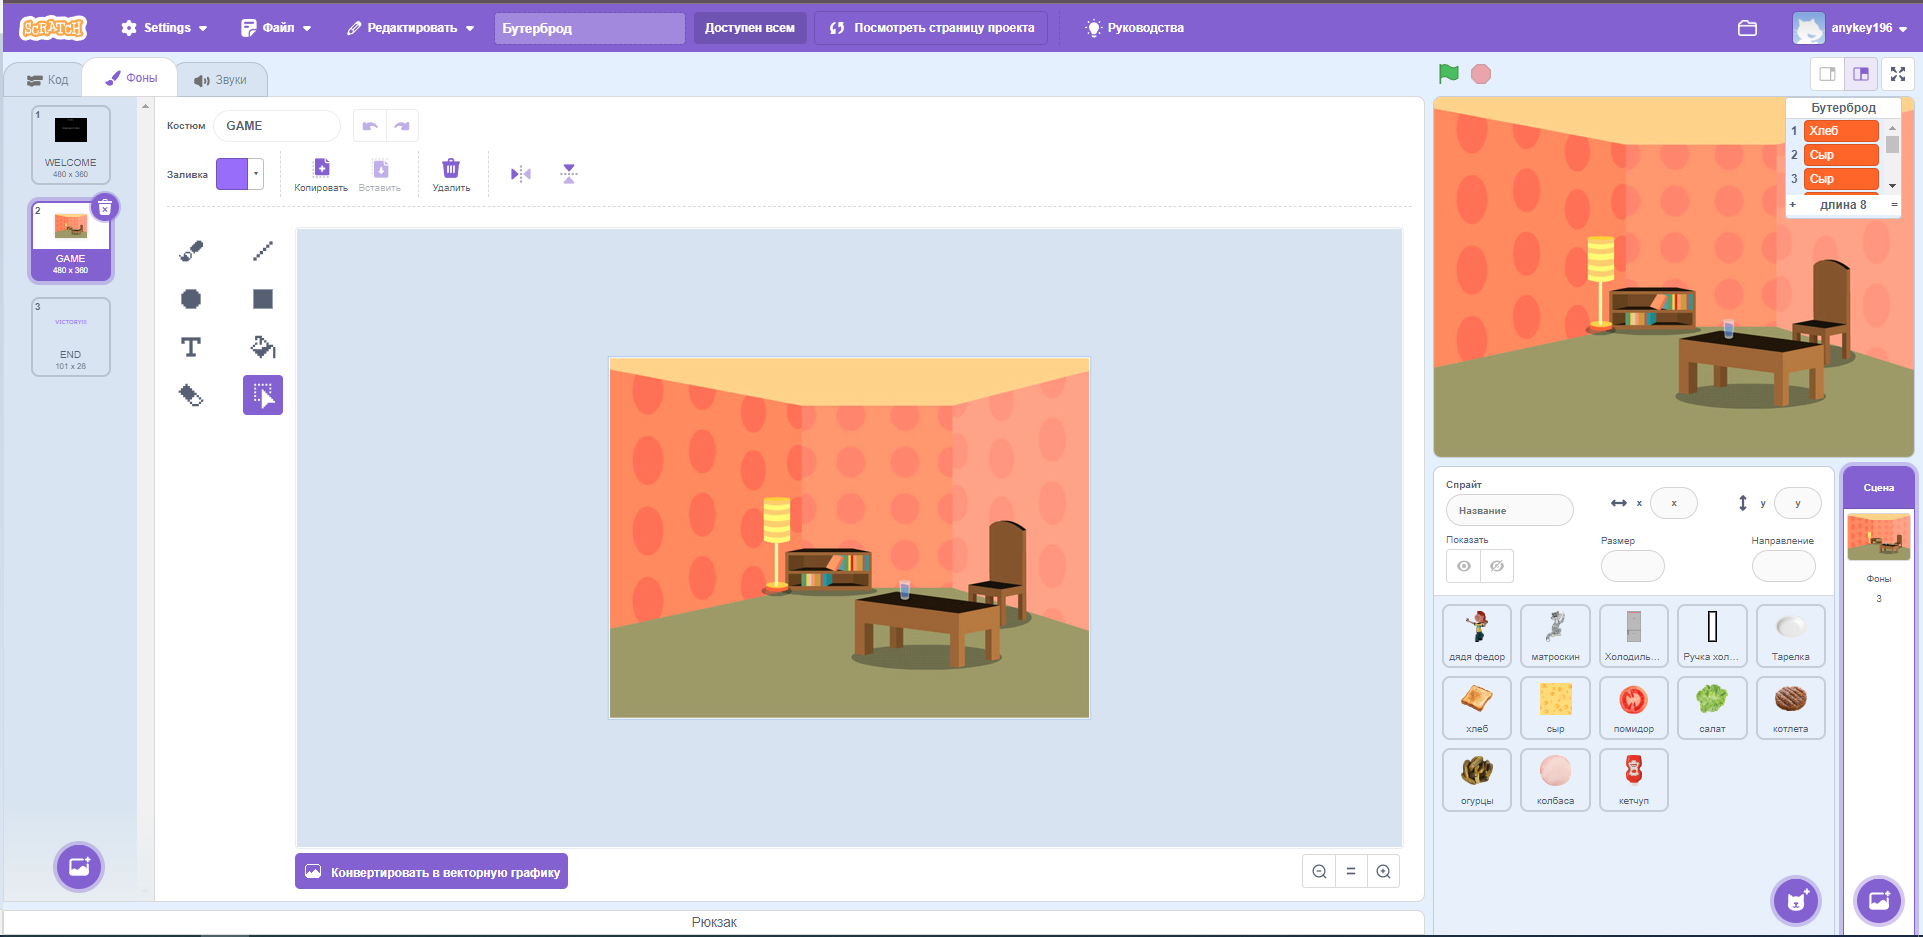 SCRATCH
Settings
Файл
Редактировать
Бутерброд
Доступен всем
Посмотреть страницу проекта
Руководства
anykey196
Код
Фоны
Звуки
1
WELCOME
480 x 360
2
GAME
480 x 360
3
VICTORY!!!
END
101 x 28
Костюм
GAME
Заливка
Копировать
Вставить
Удалить
T
Конвертировать в векторную графику
=
Рюкзак
Бутерброд
1 Хлеб
2 Сыр
3 Сыр
+ длина 8 =
Спрайт
Название
x
x
y
y
Показать
Размер
Направление
Сцена
Фоны
3
дядя федор
матроскин
Холодиль...
Ручка хол...
Тарелка
хлеб
сыр
помидор
салат
котлета
огурцы
колбаса
кетчуп